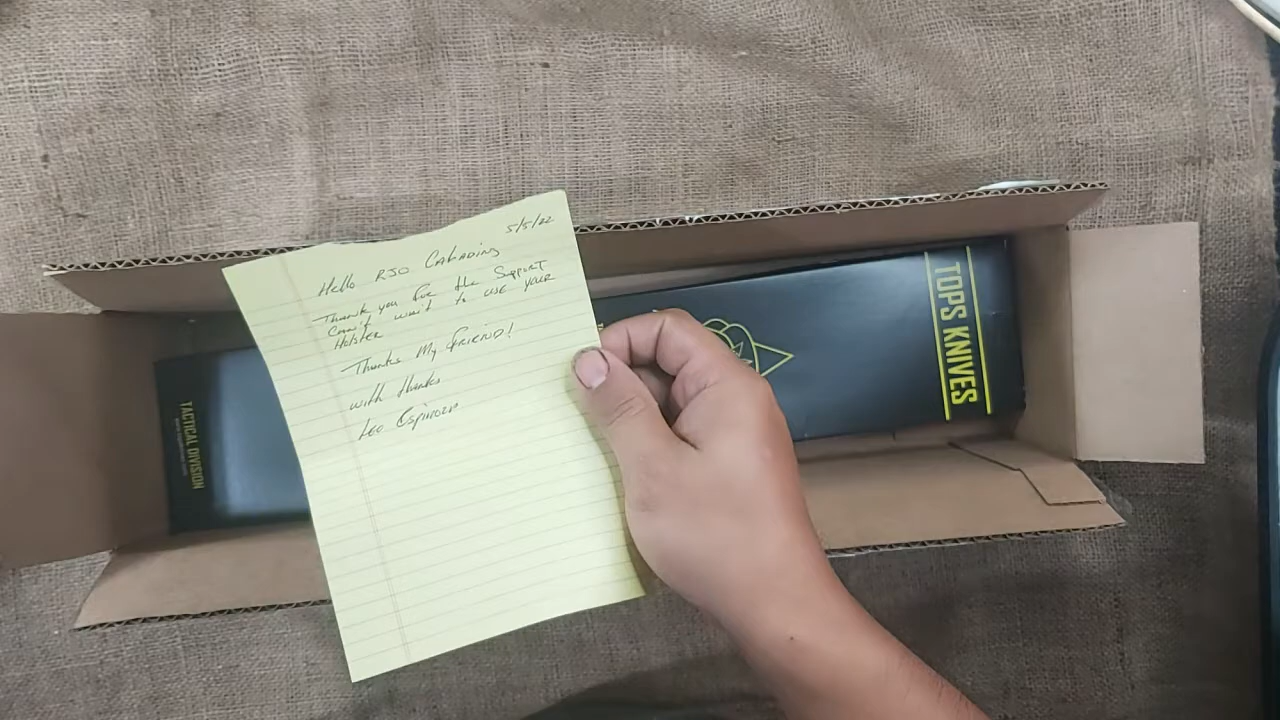 5/5/22
Hello RJO
Thank you for the Support
Can't wait to use your
Holster
Thanks My friend!
with thanks
Leo Espinoza
TOPS KNIVES
TACTICAL DIVISION